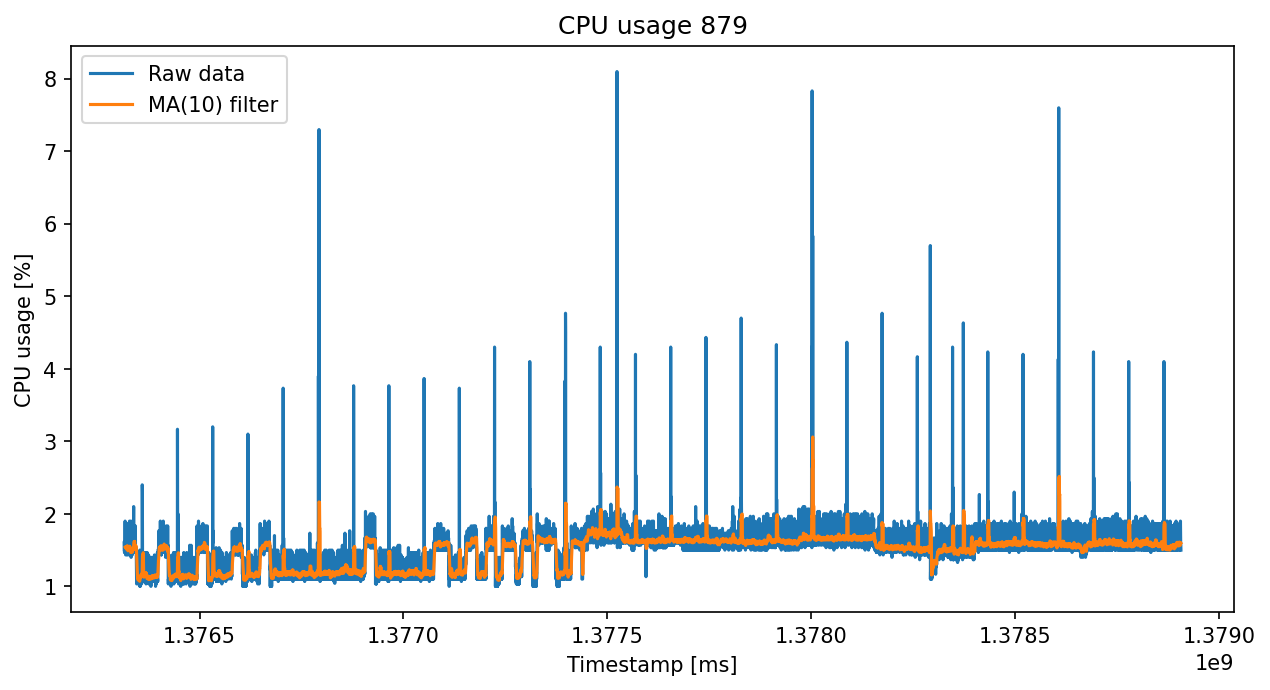 CPU usage 879
Raw data
MA(10) filter
CPU usage [%]
8
7
6
5
4
3
2
1
1.3765 1.3770 1.3775 1.3780 1.3785 1.3790
1e9
Timestamp [ms]